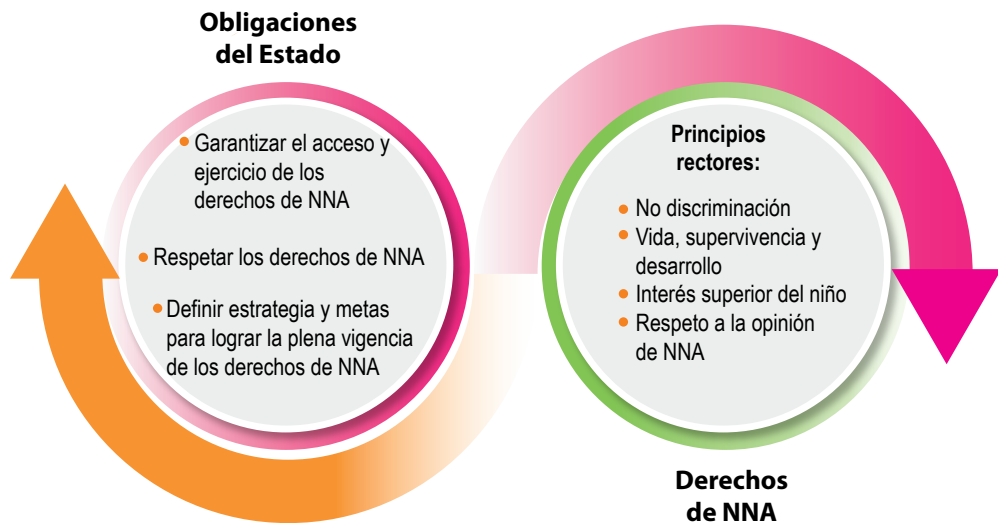 Obligaciones
del Estado
• Garantizar el acceso y
ejercicio de los
derechos de NNA
• Respetar los derechos de NNA
• Definir estrategia y metas
para lograr la plena vigencia
de los derechos de NNA
Principios
rectores:
• No discriminación
• Vida, supervivencia y
desarrollo
• Interés superior del niño
• Respeto a la opinión
de NNA
Derechos
de NNA